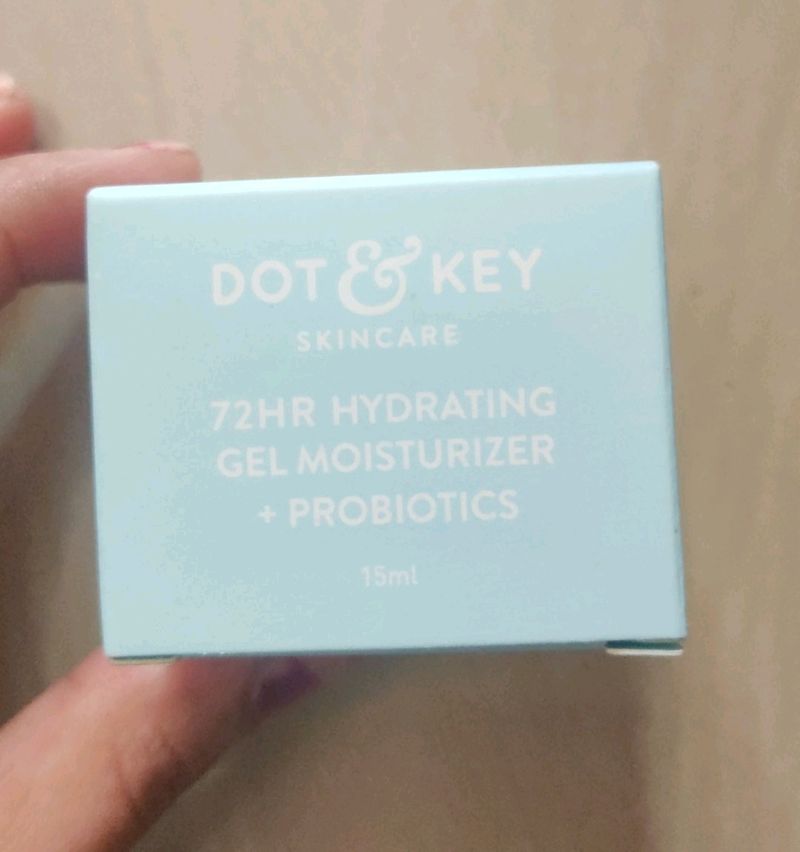 DOT & KEY
SKINCARE
72HR HYDRATING
GEL MOISTURIZER
+ PROBIOTICS
15ml